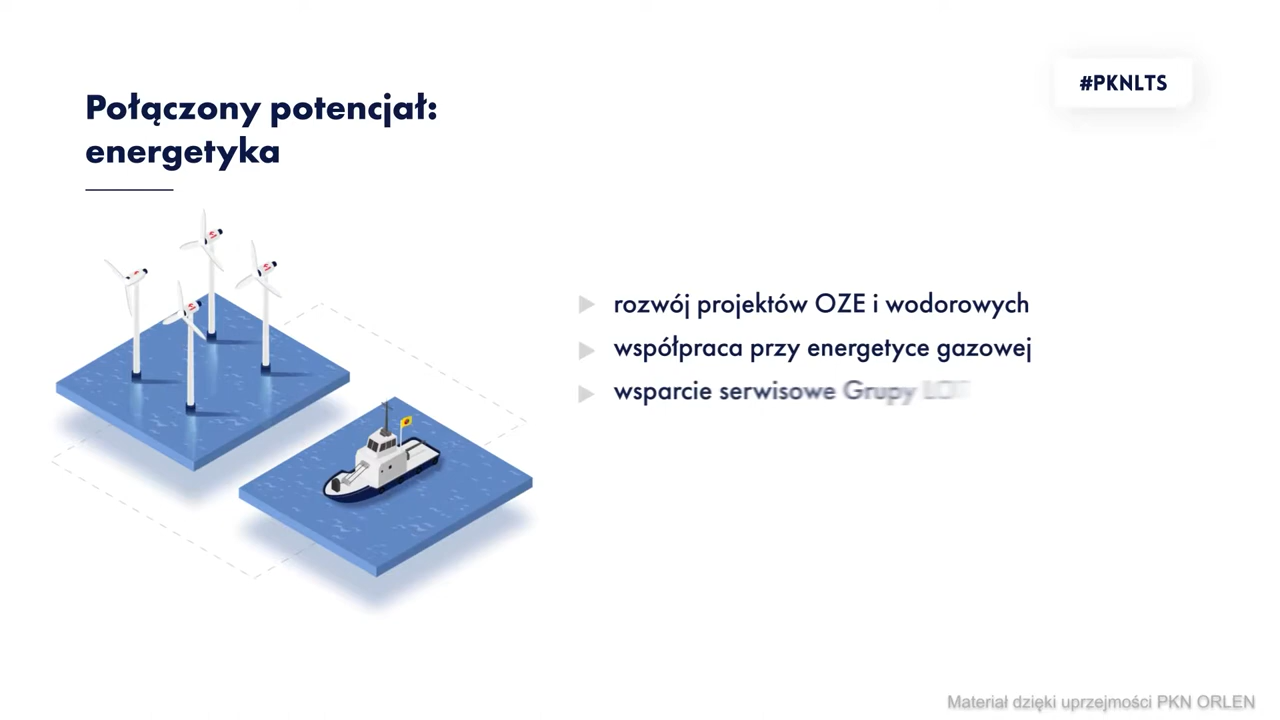 #PKNLTS
Połączony potencjał:
energetyka
rozwój projektów OZE i wodorowych
współpraca przy energetyce gazowej
wsparcie serwisowe Grupy
Materiał dzięki uprzejmości PKN ORLEN